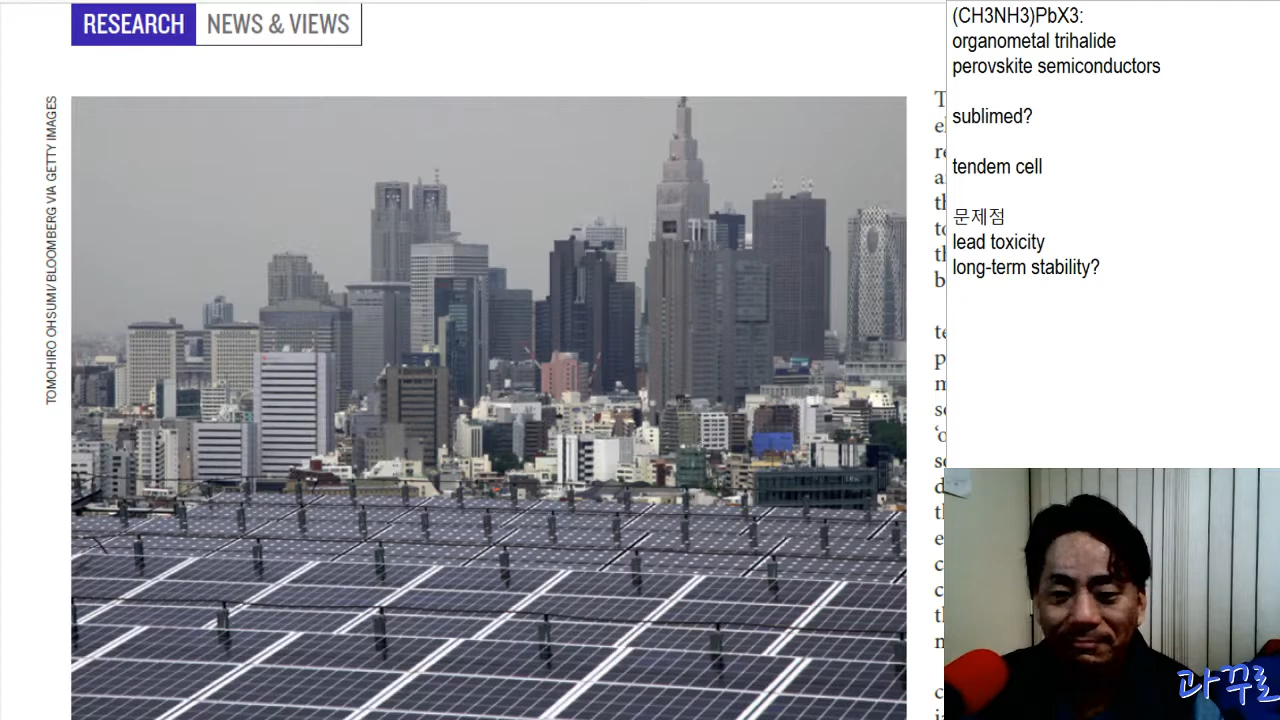 RESEARCH NEWS & VIEWS
TOMOHIRO OHSUMI/ BLOOMBERG VIA GETTY IMAGES
(CH3NH3)PbX3:
organometal trihalide
perovskite semiconductors
sublimed?
tendem cell
문제점
lead toxicity
long-term stability?
과꾸로